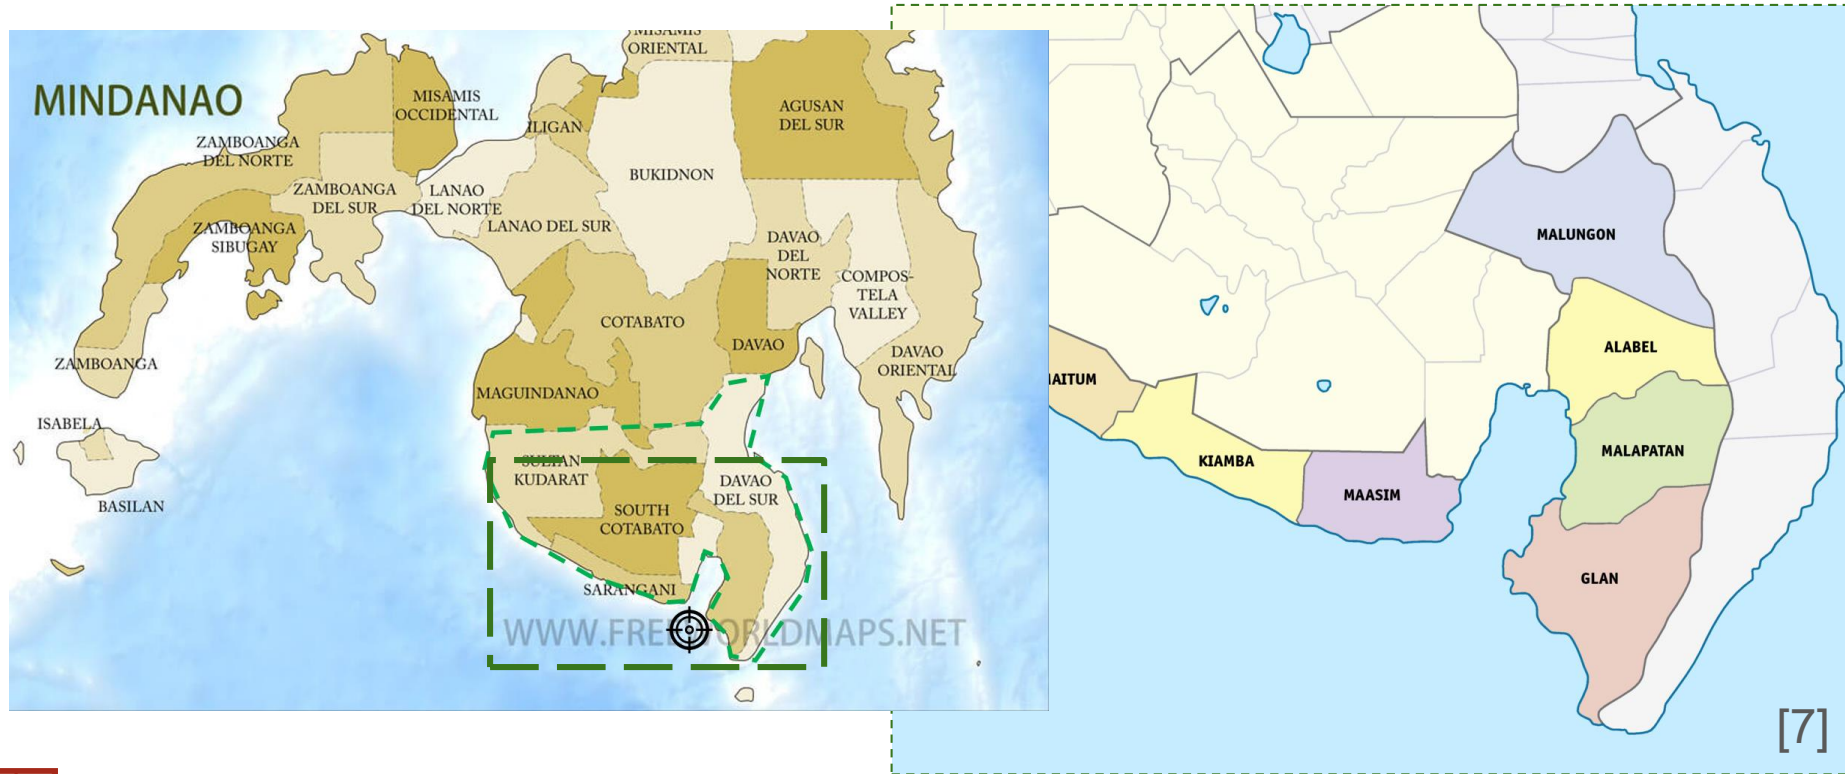 MINDANAO
MISAMIS
ORIENTAL
MISAMIS
OCCIDENTAL
AGUSAN
DEL SUR
ILIGAN
ZAMBOANGA
DEL NORTE
BUKIDNON
ZAMBOANGA
DEL SUR
LANAO
DEL NORTE
LANAO DEL SUR
ZAMBOANGA
SIBUGAY
DAVAO
DEL
NORTE
COMPOS-
TELA
VALLEY
COTABATO
DAVAO
DAVAO
ORIENTAL
ZAMBOANGA
MAGUINDANAO
ISABELA
BASILAN
SULTAN
KUDARAT
DAVAO
DEL SUR
SOUTH
COTABATO
SARANGANI
WWW.FREEWORLDMAPS.NET
MALUNGON
ALABEL
AITUM
KIAMBA
MAASIM
MALAPATAN
GLAN
[7]